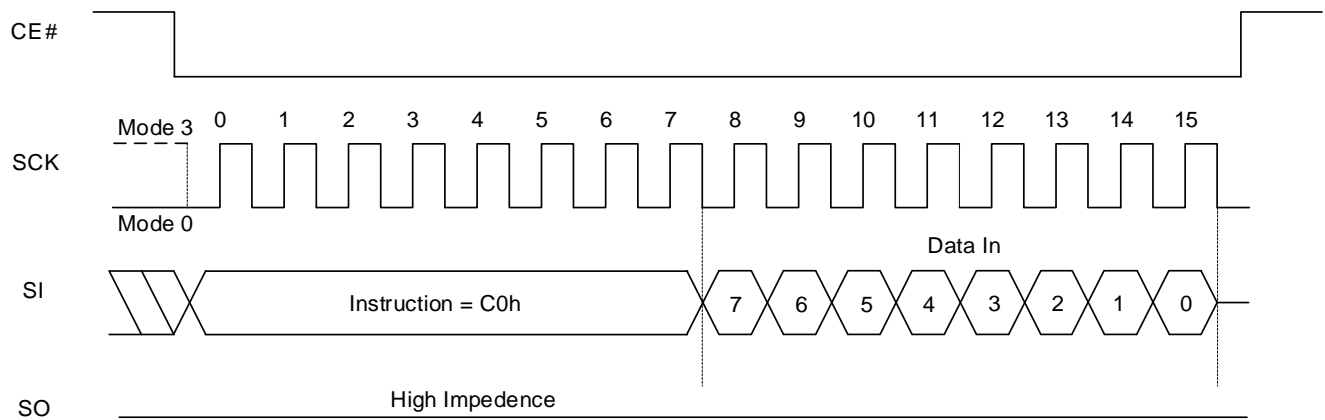 CE#
Mode 3
0 1 2 3 4 5 6 7 8 9 10 11 12 13 14 15
SCK
Mode 0
Data In
SI
Instruction = C0h
7 6 5 4 3 2 1 0
High Impedence
SO